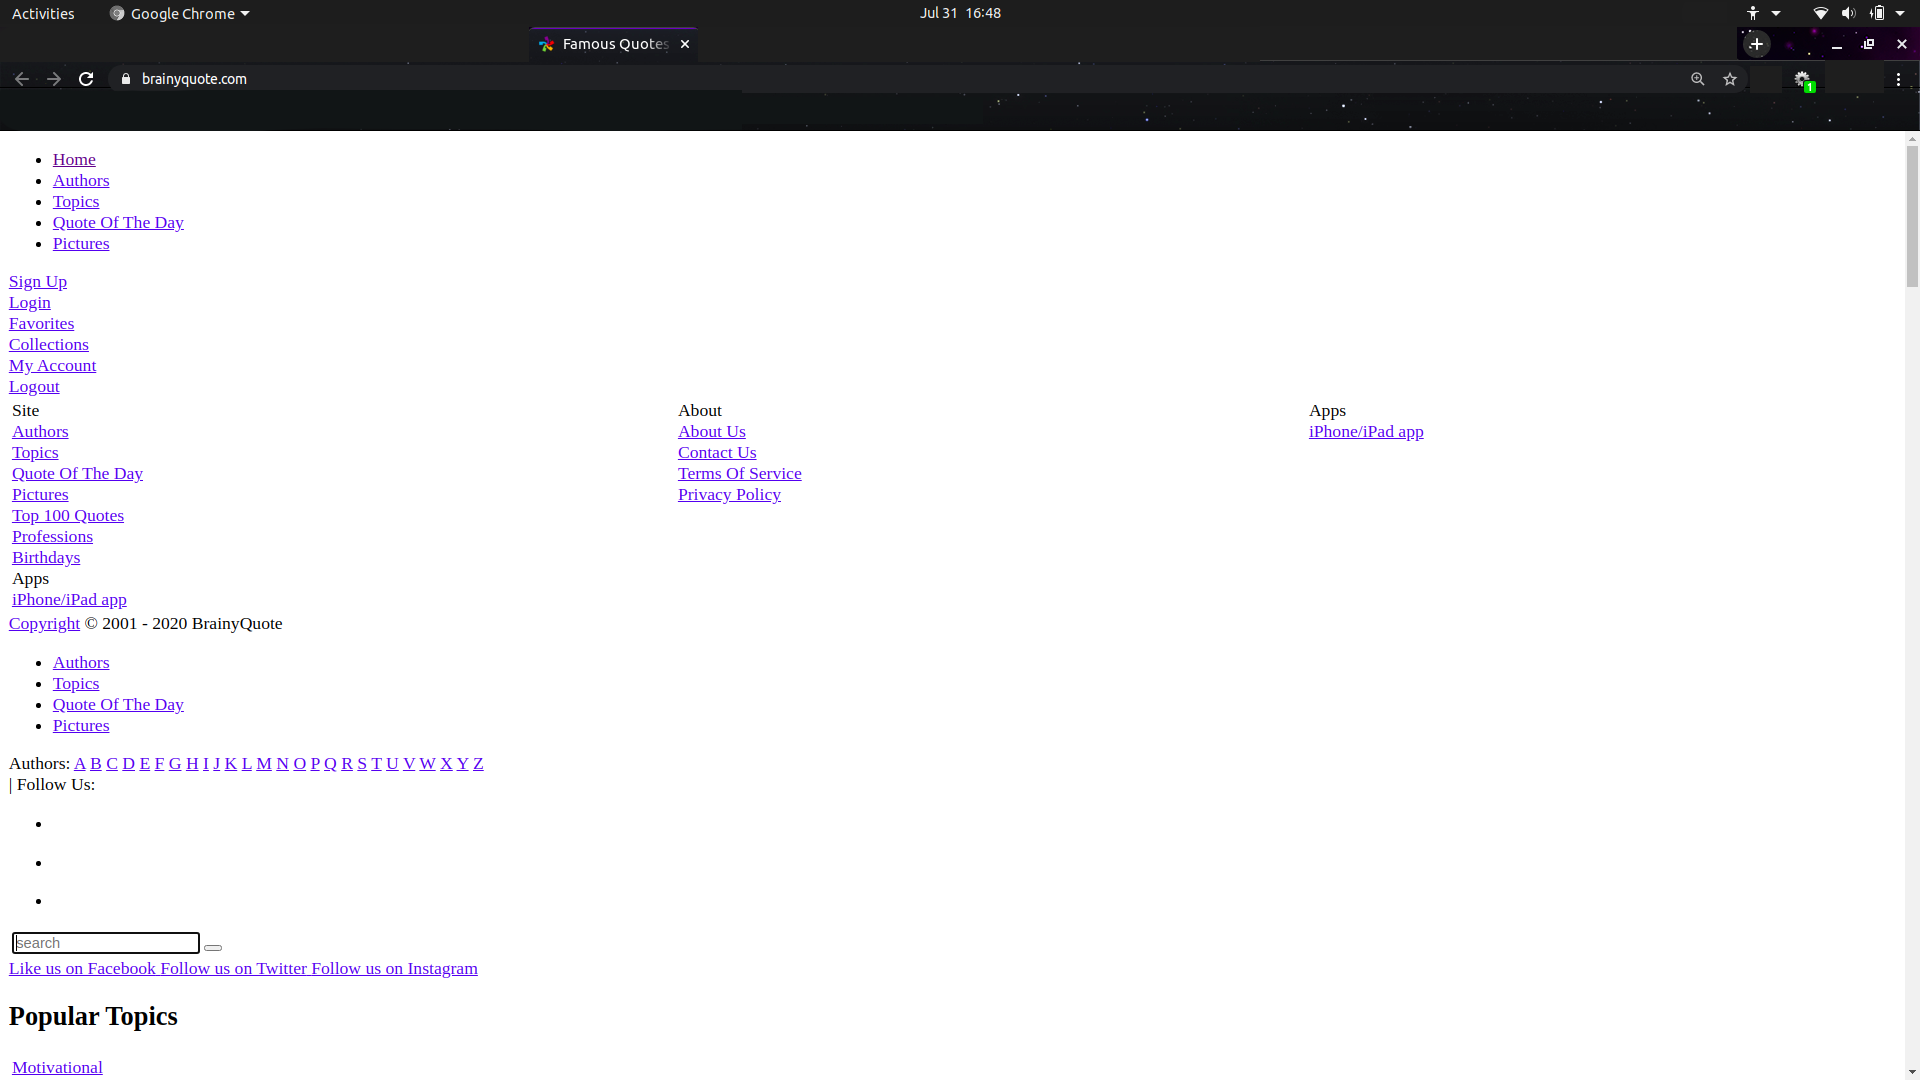 Activities Google Chrome Jul 31 16:48
Famous Quotes
brainyquote.com
1
Home
Authors
Topics
Quote Of The Day
Pictures
Sign Up
Login
Favorites
Collections
My Account
Logout
Site
Authors
Topics
Quote Of The Day
Pictures
Top 100 Quotes
Professions
Birthdays
Apps
iPhone/iPad app
About
About Us
Contact Us
Terms Of Service
Privacy Policy
Apps
iPhone/iPad app
Copyright © 2001 - 2020 BrainyQuote
Authors
Topics
Quote Of The Day
Pictures
Authors: A B C D E F G H I J K L M N O P Q R S T U V W X Y Z
| Follow Us:
search
Like us on Facebook Follow us on Twitter Follow us on Instagram
Popular Topics
Motivational